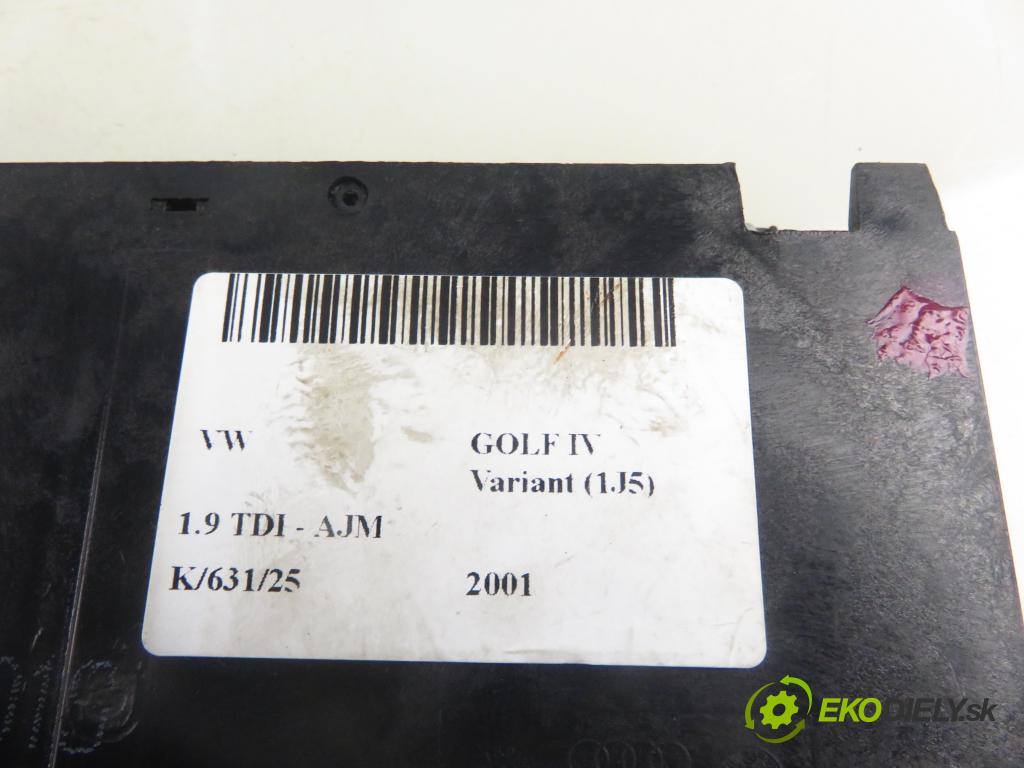 VW
GOLF IV
Variant (1J5)
1.9 TDI - AJM
K/631/25
2001
EKODIELY.sk